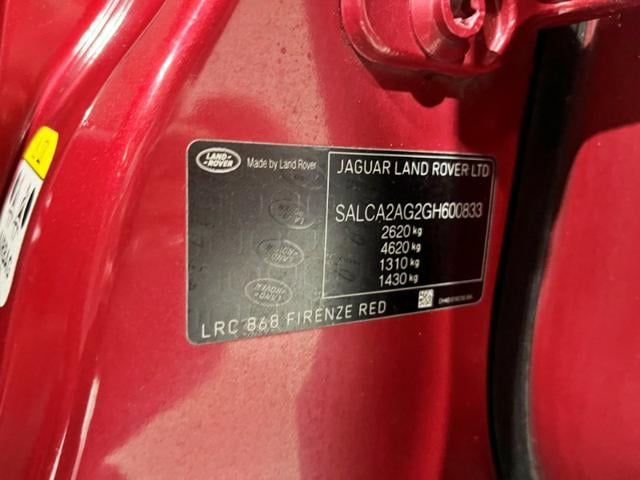 LAND-
ROVER
Made by Land Rover
JAGUAR LAND ROVER LTD
SALCA2AG2GH600833
2620 kg
4620 kg
1310 kg
1430 kg
LRC 868 FIRENZE RED